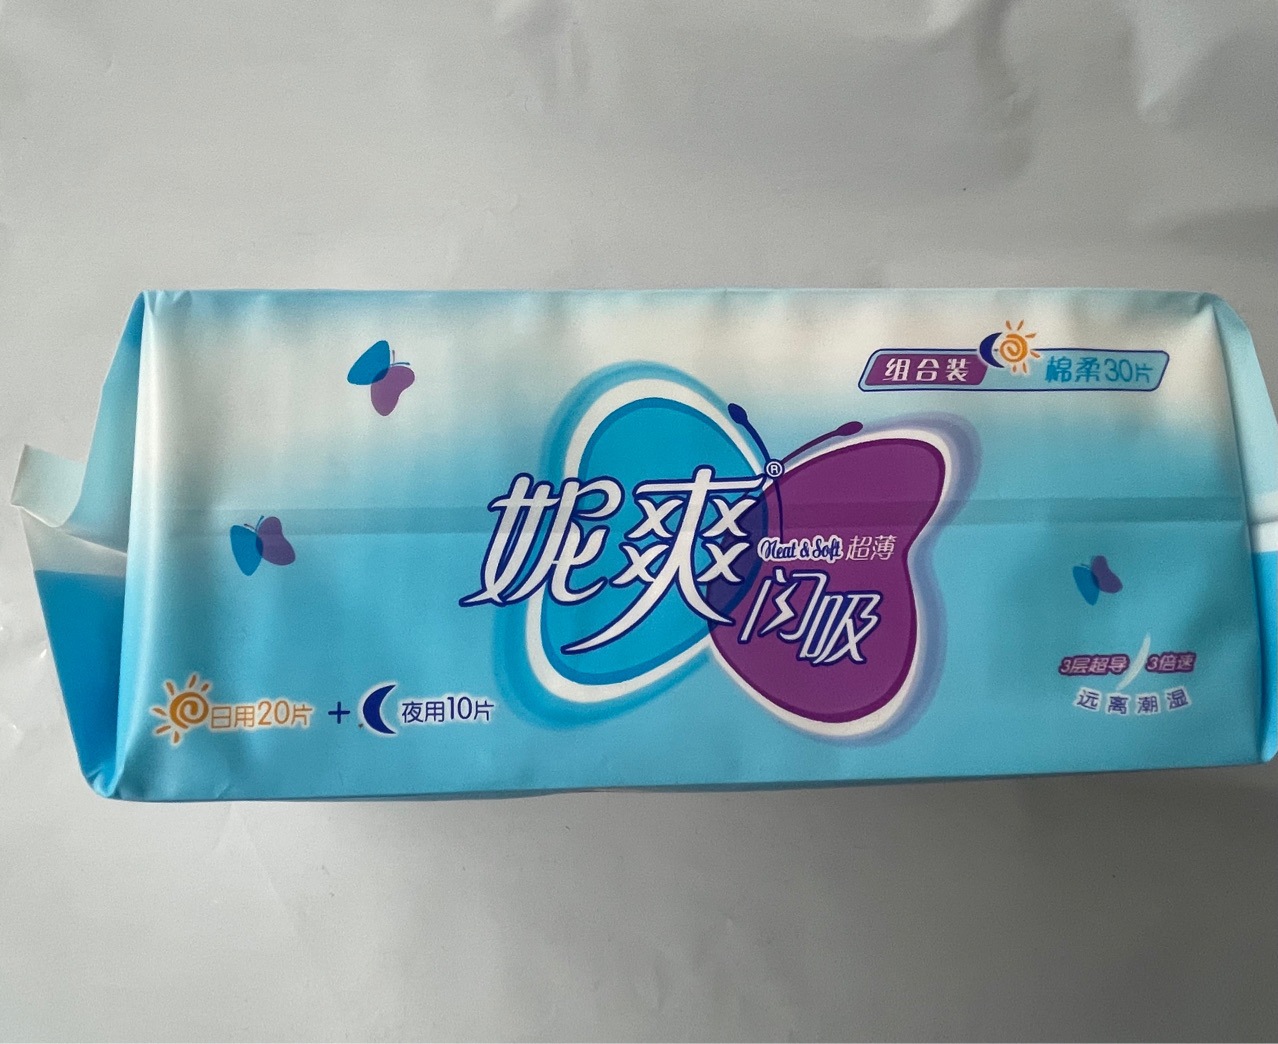 组合装 棉柔30片
妮爽®
Neat & Soft 超薄
闪吸
3层超导 3倍速
远离潮湿
日用20片 + 夜用10片